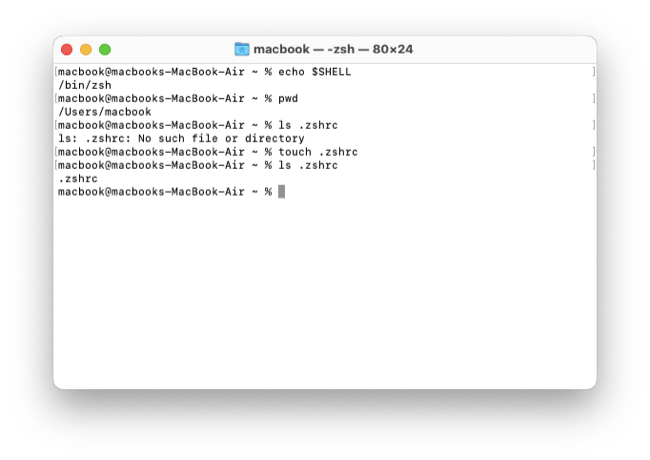 macbook — -zsh — 80×24
[macbook@macbooks-MacBook-Air ~ % echo $SHELL ]
/bin/zsh
[macbook@macbooks-MacBook-Air ~ % pwd ]
/Users/macbook
[macbook@macbooks-MacBook-Air ~ % ls .zshrc ]
ls: .zshrc: No such file or directory
[macbook@macbooks-MacBook-Air ~ % touch .zshrc ]
[macbook@macbooks-MacBook-Air ~ % ls .zshrc ]
.zshrc
macbook@macbooks-MacBook-Air ~ %